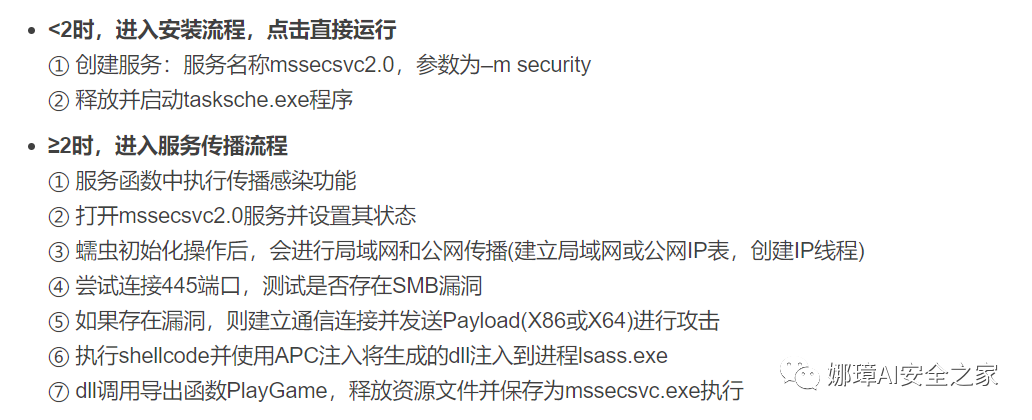 • <2时，进入安装流程，点击直接运行
① 创建服务：服务名称mssecsvc2.0，参数为–m security
② 释放并启动tasksche.exe程序
• ≥2时，进入服务传播流程
① 服务函数中执行传播感染功能
② 打开mssecsvc2.0服务并设置其状态
③ 蠕虫初始化操作后，会进行局域网和公网传播(建立局域网或公网IP表，创建IP线程)
④ 尝试连接445端口，测试是否存在SMB漏洞
⑤ 如果存在漏洞，则建立通信连接并发送Payload(X86或X64)进行攻击
⑥ 执行shellcode并使用APC注入将生成的dll注入到进程lsass.exe
⑦ dll调用导出函数PlayGame，释放资源文件并保存为mssecsvc.exe执行
娜璋AI安全之家